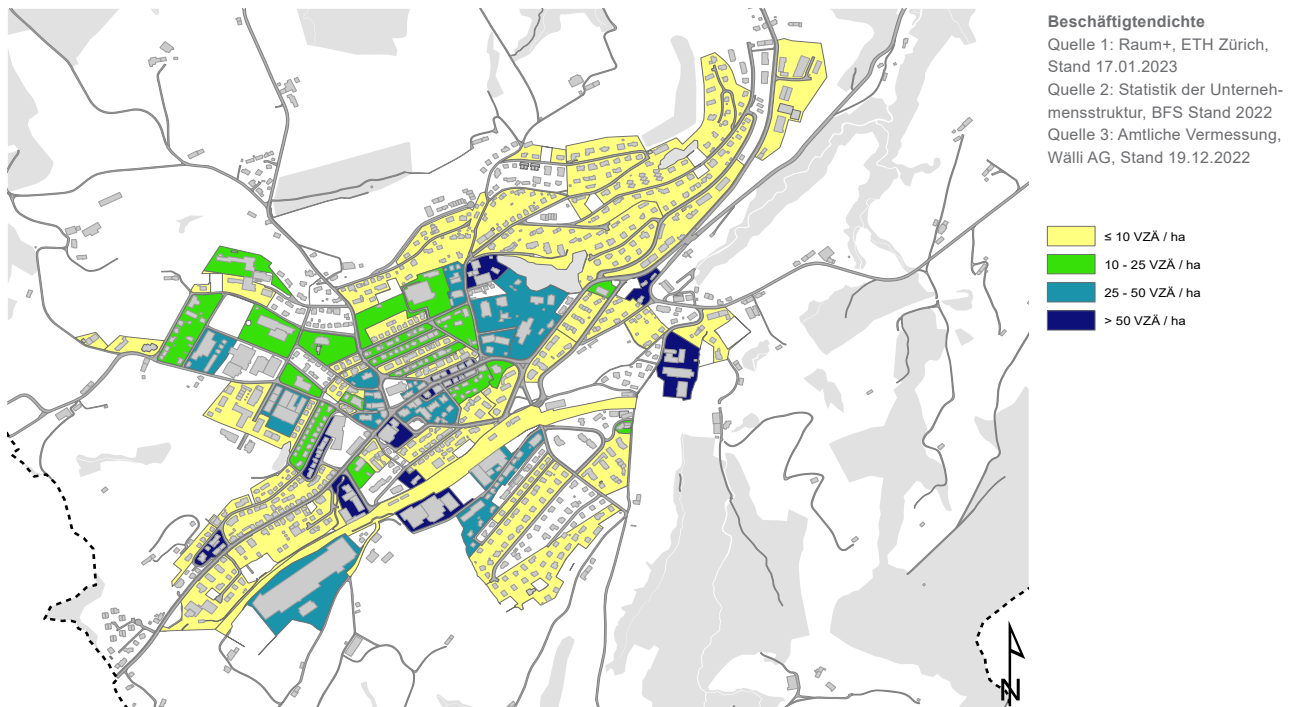 Beschäftigtendichte
Quelle 1: Raum+, ETH Zürich,
Stand 17.01.2023
Quelle 2: Statistik der Unterneh-
mensstruktur, BFS Stand 2022
Quelle 3: Amtliche Vermessung,
Wälli AG, Stand 19.12.2022
≤ 10 VZÄ / ha
10 - 25 VZÄ / ha
25 - 50 VZÄ / ha
> 50 VZÄ / ha
N